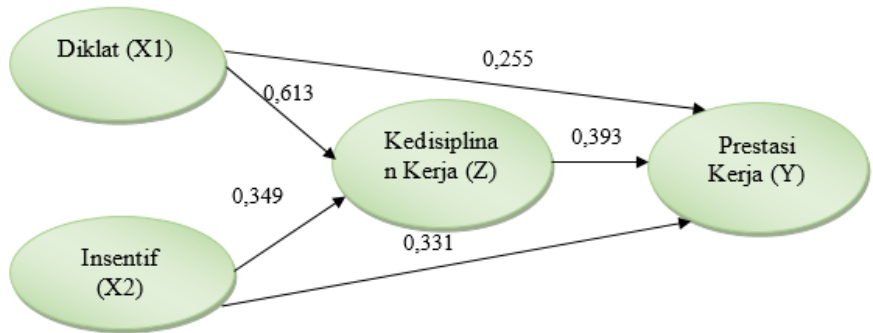 Diklat (X1)
0,255
0,613
Kedisiplina
n Kerja (Z)
0,393
Prestasi
Kerja (Y)
0,349
0,331
Insentif
(X2)